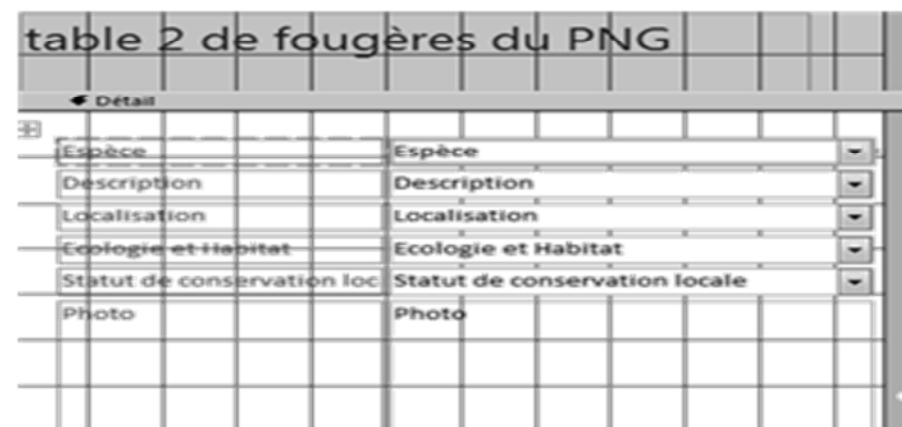 table 2 de fougères du PNG
Détail
Espèce Espèce
Description Description
Localisation Localisation
Ecologie et Habitat Ecologie et Habitat
Statut de conservation loc Statut de conservation locale
Photo Photo